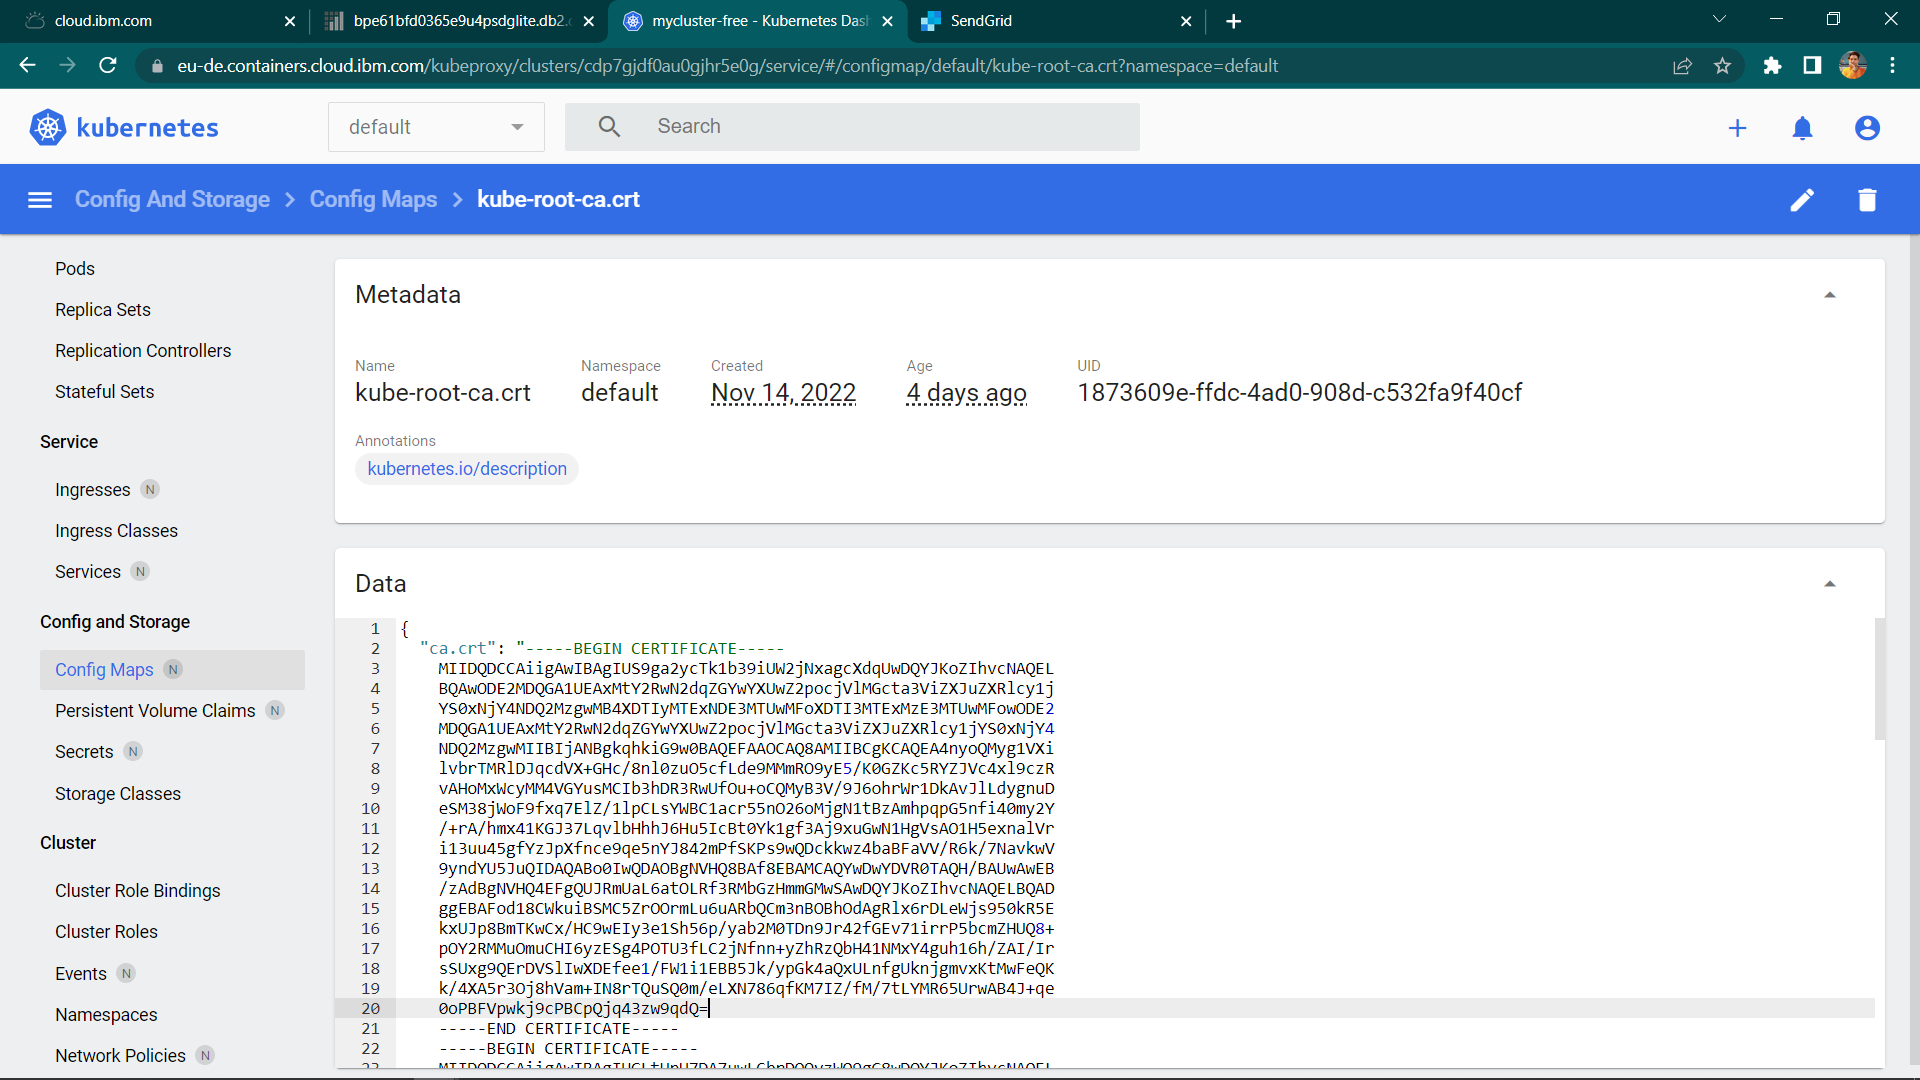 cloud.ibm.com
bpe61bfd0365e9u4psdglite.db2.
mycluster-free - Kubernetes Dash
SendGrid
eu-de.containers.cloud.ibm.com/kubeproxy/clusters/cdp7gjdf0au0gjhr5e0g/service/#/configmap/default/kube-root-ca.crt?namespace=default
kubernetes
default
Search
Config And Storage > Config Maps > kube-root-ca.crt
Pods
Replica Sets
Replication Controllers
Stateful Sets
Service
Ingresses N
Ingress Classes
Services N
Config and Storage
Config Maps N
Persistent Volume Claims N
Secrets N
Storage Classes
Cluster
Cluster Role Bindings
Cluster Roles
Events N
Namespaces
Network Policies N
Metadata
Name
kube-root-ca.crt
Namespace
default
Created
Nov 14, 2022
Age
4 days ago
UID
1873609e-ffdc-4ad0-908d-c532fa9f40cf
Annotations
kubernetes.io/description
Data
1 {
2 "ca.crt": "-----BEGIN CERTIFICATE-----
3 MIIDQDCCAiigAwIBAgIUS9ga2ycTk1b39iUW2jNxagcXdqUwDQYJKoZIhvcNAQEL
4 BQAwODE2MDQGA1UEAxMtY2RwN2dqZGYwYXUwZ2pocjVlMGcta3ViZXJuZXRlcy1j
5 YS0xNjY4NDQ2MzgwMB4XDTIyMTExNDE3MTUwMFoXDTI3MTExMzE3MTUwMFowODE2
6 MDQGA1UEAxMtY2RwN2dqZGYwYXUwZ2pocjVlMGcta3ViZXJuZXRlcy1jYS0xNjY4
7 NDQ2MzgwMIIBIjANBgkqhkiG9w0BAQEFAAOCAQ8AMIIBCgKCAQEA4nyoQMyg1VXi
8 lvbrTMRlDJqcdVX+GHc/8nl0zuO5cfLde9MMmRO9yE5/K0GZKc5RYZJVc4xl9czR
9 vAHoMxWcyMM4VGYusMCIb3hDR3RwUfOu+oCQMyB3V/9J6ohrWr1DkAvJlLdygnuD
10 eSM38jWoF9fxq7ElZ/1lpCLsYWBC1acr55nO26oMjgN1tBzAmhpqpG5nfi40my2Y
11 /+rA/hmx41KGJ37LqvlbHhhJ6Hu5IcBt0Yk1gf3Aj9xuGwN1HgVsAO1H5exnalVr
12 i13uu45gfYzJpXfnce9qe5nYJ842mPfSKPs9wQDckkwz4baBFaVV/R6k/7NavkwV
13 9yndYU5JuQIDAQABo0IwQDAOBgNVHQ8BAf8EBAMCAQYwDwYDVR0TAQH/BAUwAwEB
14 /zAdBgNVHQ4EFgQUJRmUaL6atOLRf3RMbGzHmmGMwSAwDQYJKoZIhvcNAQELBQAD
15 ggEBAFod18CWkuiBSMC5ZrOOrmLu6uARbQCm3nBOBhOdAgRlx6rDLeWjs950kR5E
16 kxUJp8BmTKwCx/HC9wEIy3e1Sh56p/yab2M0TDn9Jr42fGEv71irrP5bcmZHUQ8+
17 pOY2RMMuOmuCHI6yzESg4POTU3fLC2jNfnn+yZhRzQbH41NMxY4guh16h/ZAI/Ir
18 sSUxg9QErDVSlIwXDEfee1/FW1i1EBB5Jk/ypGk4aQxULnfgUknjgmvxKtMwFeQK
19 k/4XA5r3Oj8hVam+IN8rTQuSQ0m/eLXN786qfKM7IZ/fM/7tLYMR65UrwAB4J+qe
20 0oPBFVpwkj9cPBCpQjq43zw9qdQ=
21 -----END CERTIFICATE-----
22 -----BEGIN CERTIFICATE-----